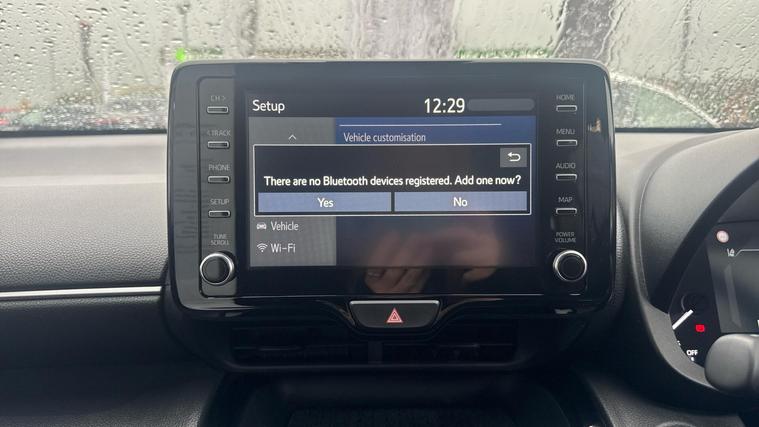 CH >
< TRACK
PHONE
SETUP
TUNE
SCROLL
Setup
12:29
Vehicle customisation
There are no Bluetooth devices registered. Add one now?
Yes
No
Vehicle
Wi-Fi
HOME
MENU
AUDIO
MAP
POWER
VOLUME
OFF